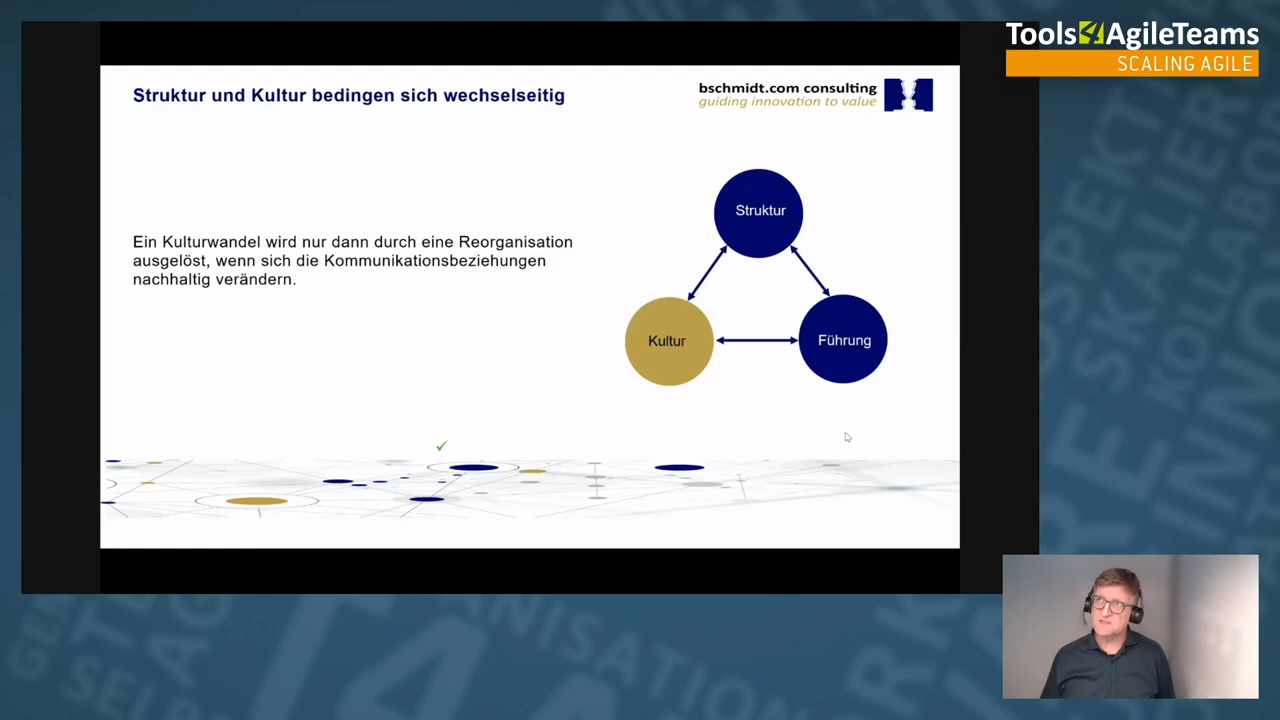 Tools4AgileTeams
SCALING AGILE
Struktur und Kultur bedingen sich wechselseitig
bschmidt.com consulting
guiding innovation to value
Struktur
Ein Kulturwandel wird nur dann durch eine Reorganisation
ausgelöst, wenn sich die Kommunikationsbeziehungen
nachhaltig verändern.
Kultur
Führung